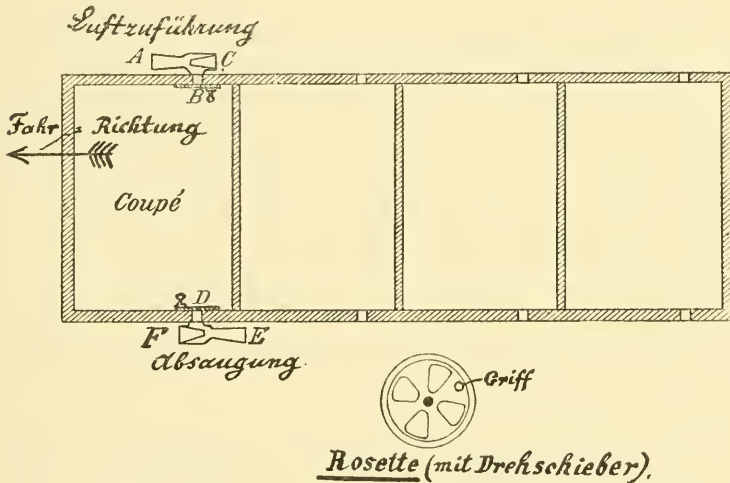 Luftzuführung
A C
B
Fahr Richtung
Coupé
D
F E
Absaugung.
Griff
Rosette (mit Drehschieber).